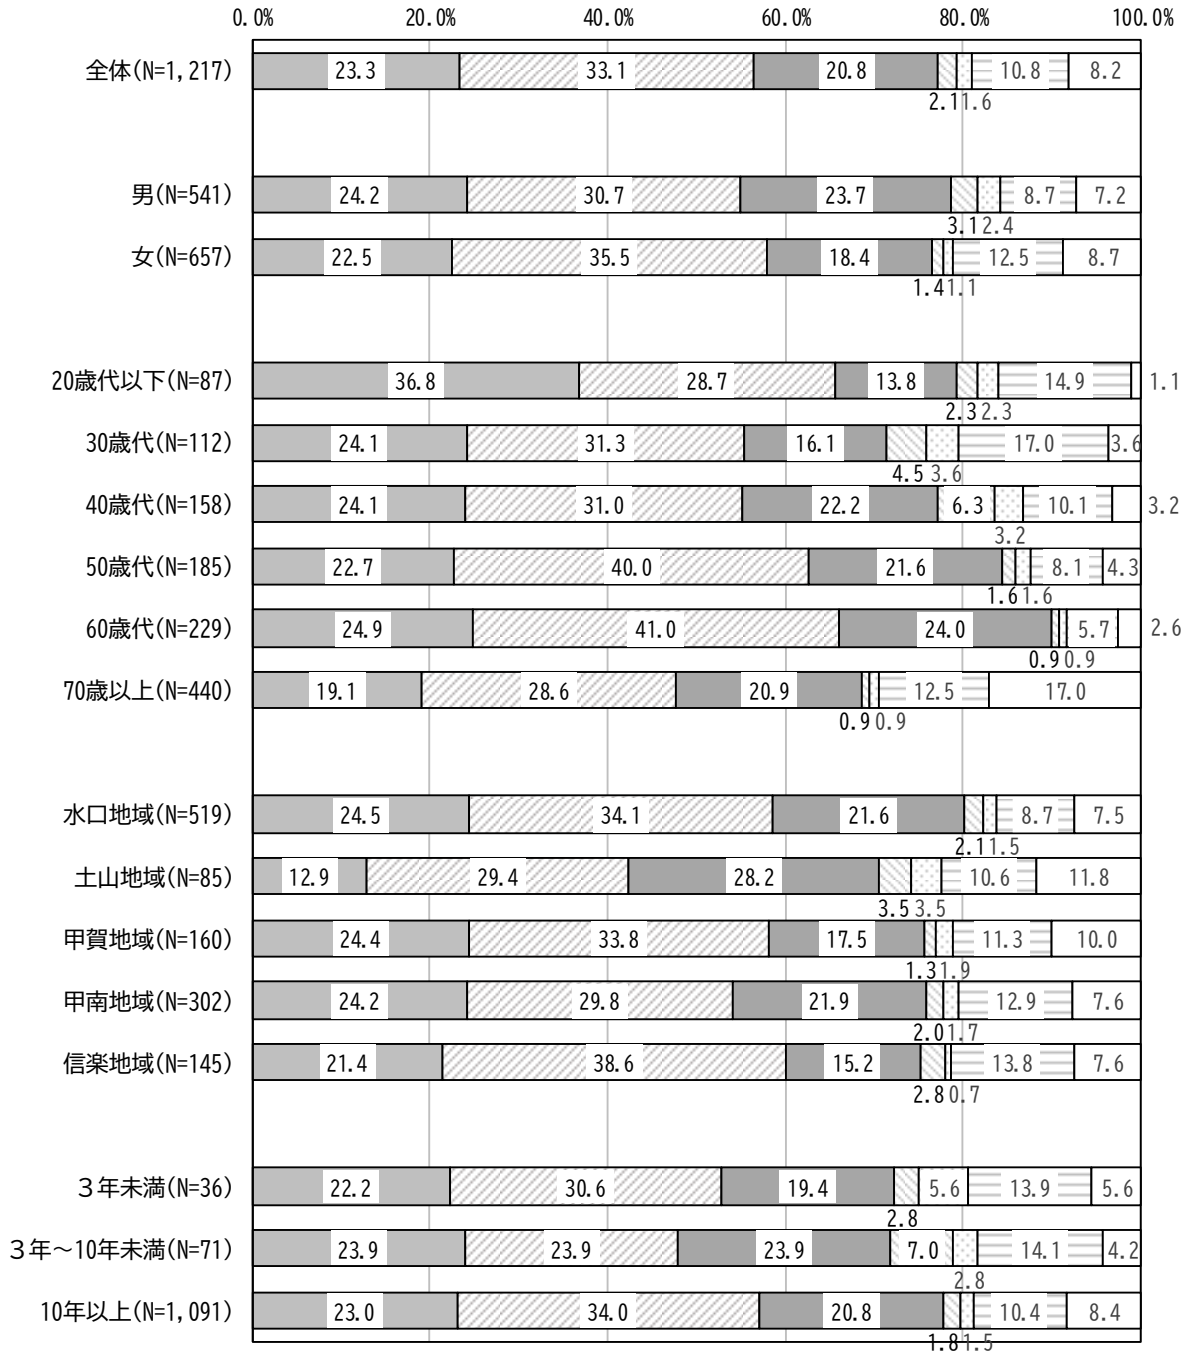 0.0% 20.0% 40.0% 60.0% 80.0% 100.0%
全体(N=1,217) 23.3 33.1 20.8 10.8 8.2
2.1 1.6
男(N=541) 24.2 30.7 23.7 8.7 7.2
3.1 2.4
女(N=657) 22.5 35.5 18.4 12.5 8.7
1.4 1.1
20歳代以下(N=87) 36.8 28.7 13.8 14.9 1.1
2.3 2.3
30歳代(N=112) 24.1 31.3 16.1 17.0 3.6
4.5 3.6
40歳代(N=158) 24.1 31.0 22.2 6.3 10.1 3.2
3.2
50歳代(N=185) 22.7 40.0 21.6 8.1 4.3
1.6 1.6
60歳代(N=229) 24.9 41.0 24.0 5.7 2.6
0.9 0.9
70歳以上(N=440) 19.1 28.6 20.9 12.5 17.0
0.9 0.9
水口地域(N=519) 24.5 34.1 21.6 8.7 7.5
2.1 1.5
土山地域(N=85) 12.9 29.4 28.2 10.6 11.8
3.5 3.5
甲賀地域(N=160) 24.4 33.8 17.5 11.3 10.0
1.3 1.9
甲南地域(N=302) 24.2 29.8 21.9 12.9 7.6
2.0 1.7
信楽地域(N=145) 21.4 38.6 15.2 13.8 7.6
2.8 0.7
３年未満(N=36) 22.2 30.6 19.4 5.6 13.9 5.6
2.8
３年～10年未満(N=71) 23.9 23.9 23.9 7.0 14.1 4.2
2.8
10年以上(N=1,091) 23.0 34.0 20.8 10.4 8.4
1.8 1.5